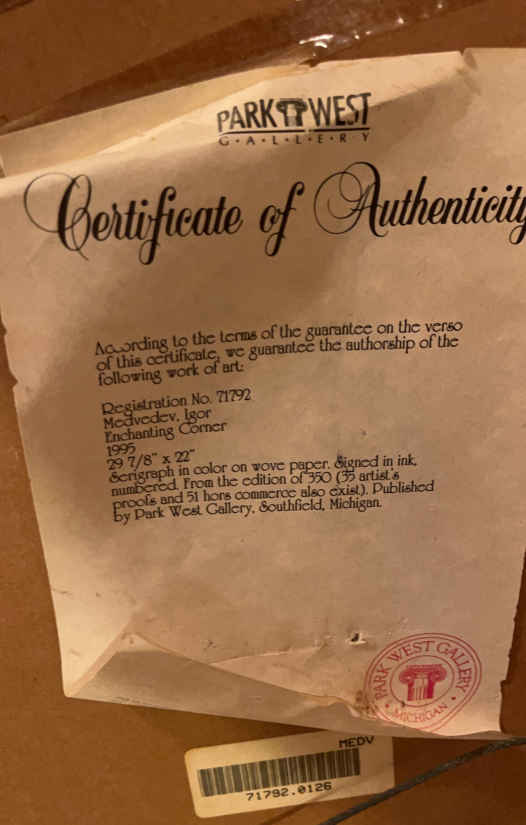 PARK WEST
G·A·L·L·E·R·Y
Certificate of Authenticity
According to the terms of the guarantee on the verso
of this certificate, we guarantee the authorship of the
following work of art:
Registration No. 71792
Medvedev, Igor
Enchanting Corner
1995
29 7/8" x 22"
Serigraph in color on wove paper. Signed in ink,
numbered. From the edition of 350 (35 artist's
proofs and 51 hors commerce also exist). Published
by Park West Gallery, Southfield, Michigan.
PARK WEST GALLERY
MICHIGAN
MEDV
71792.0126